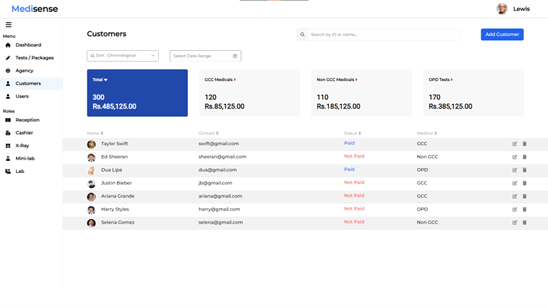 Medisense
Lewis
Menu
Dashboard
Tests / Packages
Agency
Customers
Users
Roles
Reception
Cashier
X-Ray
Mini-lab
Lab
Customers
Search by ID or name...
Add Customer
Sort : Chronological
Select Date Range
Total
300
Rs.485,125.00
GCC Medicals
120
Rs.85,125.00
Non GCC Medicals
110
Rs.185,125.00
OPD Tests
170
Rs.385,125.00
Name Contact Status Medical
Taylor Swift swift@gmail.com Paid GCC
Ed Sheeran sheeran@gmail.com Not Paid Non GCC
Dua Lipa dua@gmail.com Paid OPD
Justin Bieber jb@gmail.com Not Paid GCC
Ariana Grande ariana@gmail.com Not Paid GCC
Harry Styles harry@gmail.com Not Paid OPD
Selena Gomez selena@gmail.com Not Paid Non GCC